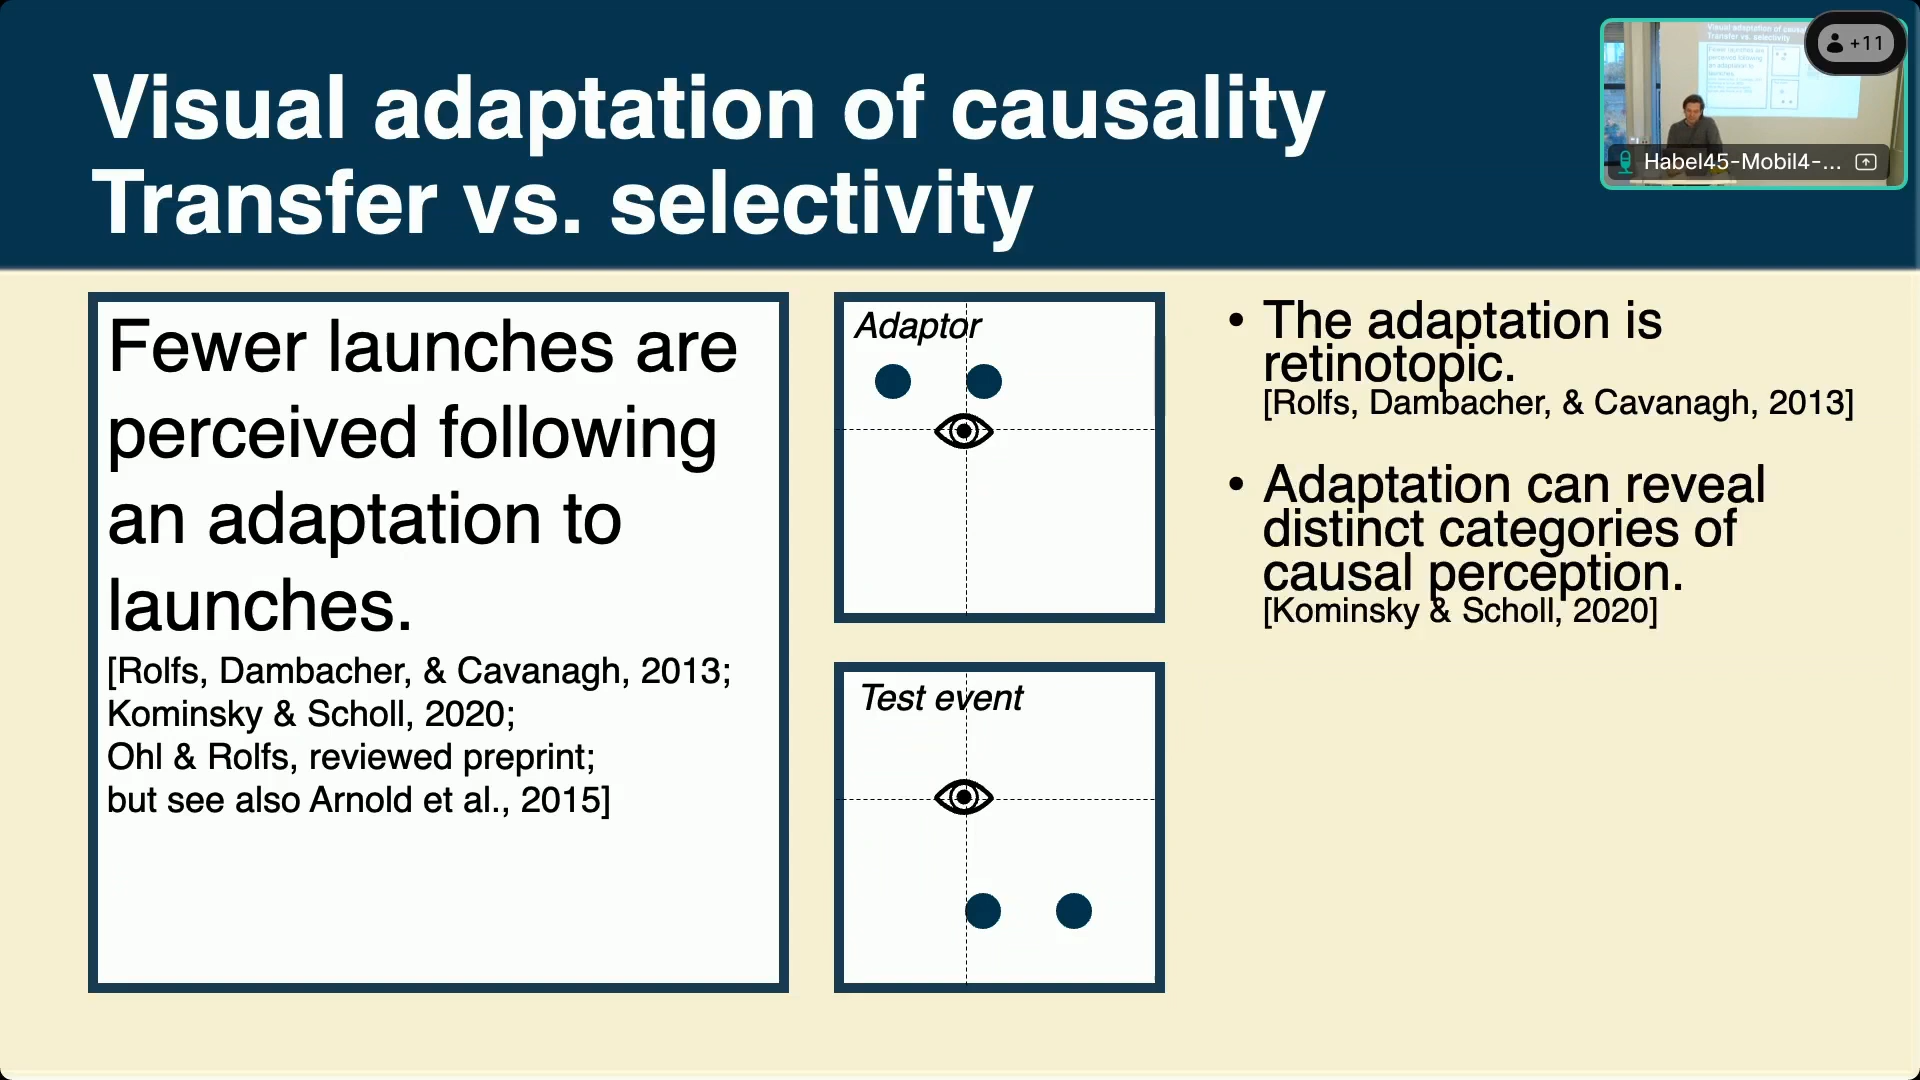 Visual adaptation of causality
Transfer vs. selectivity
+11
Habel45-Mobil4-...
Fewer launches are
perceived following
an adaptation to
launches.
[Rolfs, Dambacher, & Cavanagh, 2013;
Kominsky & Scholl, 2020;
Ohl & Rolfs, reviewed preprint;
but see also Arnold et al., 2015]
Adaptor
Test event
• The adaptation is
retinotopic.
[Rolfs, Dambacher, & Cavanagh, 2013]
• Adaptation can reveal
distinct categories of
causal perception.
[Kominsky & Scholl, 2020]